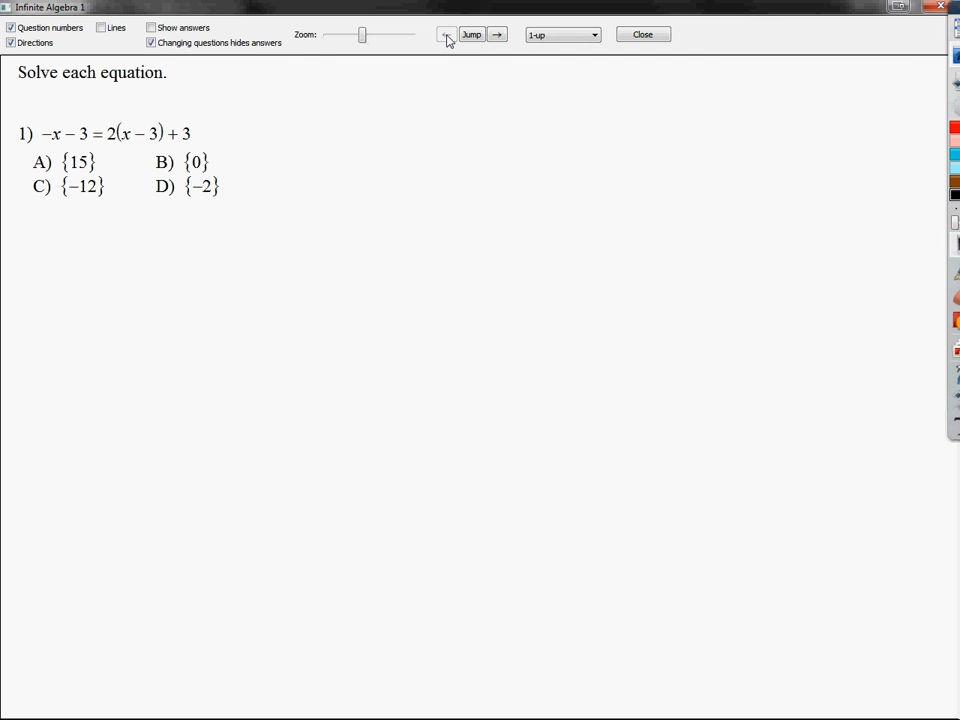 Infinite Algebra 1
Question numbers Lines Show answers
Directions Changing questions hides answers
Zoom: ← Jump → 1-up Close
Solve each equation.
1) −x − 3 = 2(x − 3) + 3
A) {15} B) {0}
C) {−12} D) {−2}